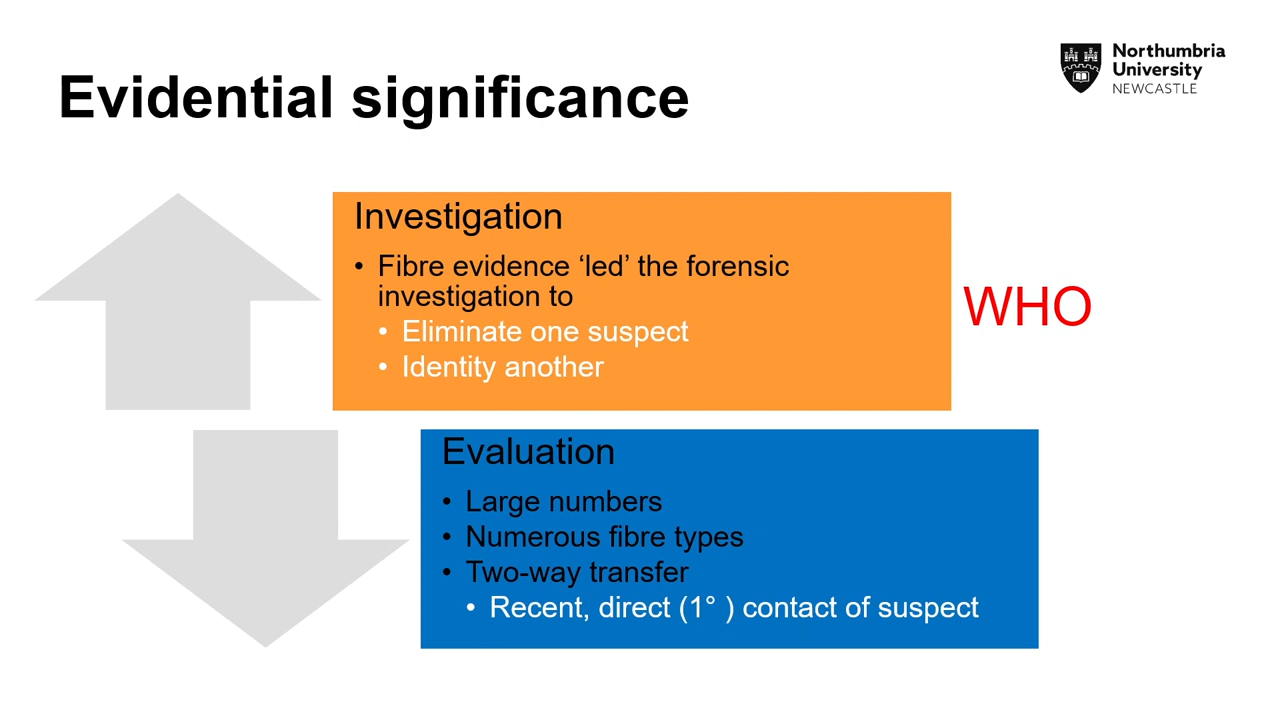 Northumbria
University
NEWCASTLE
Evidential significance
Investigation
• Fibre evidence ‘led’ the forensic
investigation to
• Eliminate one suspect
• Identity another
WHO
Evaluation
• Large numbers
• Numerous fibre types
• Two-way transfer
• Recent, direct (1° ) contact of suspect